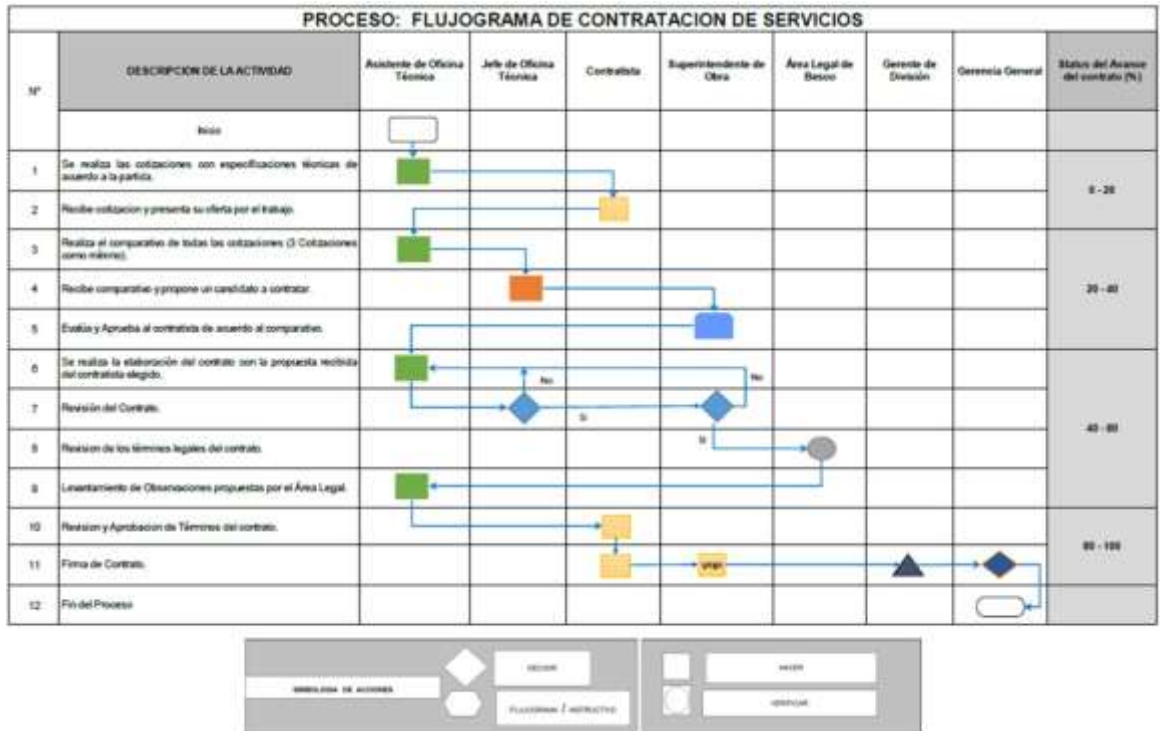 PROCESO: FLUJOGRAMA DE CONTRATACION DE SERVICIOS
N°
DESCRIPCION DE LA ACTIVIDAD
Asistente de Oficina Técnica
Jefe de Oficina Técnica
Contratista
Superintendente de Obra
Área Legal de Besco
Gerente de División
Gerencia General
Status del Avance del contrato (%)
Inicio
1
Se realiza las cotizaciones con especificaciones técnicas de
acuerdo a la partida.
0 - 20
2
Recibe cotizacion y presenta su oferta por el trabajo.
3
Realiza el comparativo de todas las cotizaciones (3 Cotizaciones
como mínimo).
4
Recibe comparativo y propone un candidato a contratar.
20 - 40
5
Evalúa y Aprueba al contratista de acuerdo al comparativo.
6
Se realiza la elaboración del contrato con la propuesta recibida
del contratista elegido.
No
No
7
Revisión del Contrato.
Si
40 - 80
8
Revision de los términos legales del contrato.
Si
9
Levantamiento de Observaciones propuestas por el Área Legal.
10
Revision y Aprobacion de Términos del contrato.
80 - 100
11
Firma de Contrato.
12
Fin del Proceso
SIMBOLOGIA DE ACCIONES
DECIDIR
FLUJOGRAMA / INSTRUCTIVO
HACER
VERIFICAR